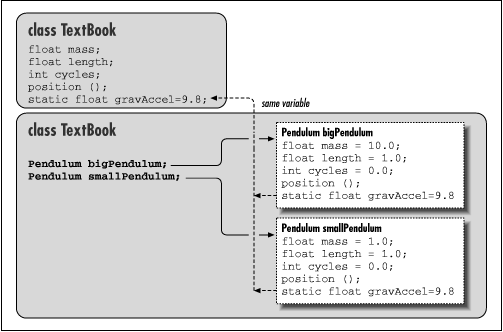 class TextBook
float mass;
float length;
int cycles;
position ();
static float gravAccel=9.8;
same variable
class TextBook
Pendulum bigPendulum;
Pendulum smallPendulum;
Pendulum bigPendulum
float mass = 10.0;
float length = 1.0;
int cycles = 0.0;
position ();
static float gravAccel=9.8
Pendulum smallPendulum
float mass = 1.0;
float length = 1.0;
int cycles = 0.0;
position ();
static float gravAccel=9.8